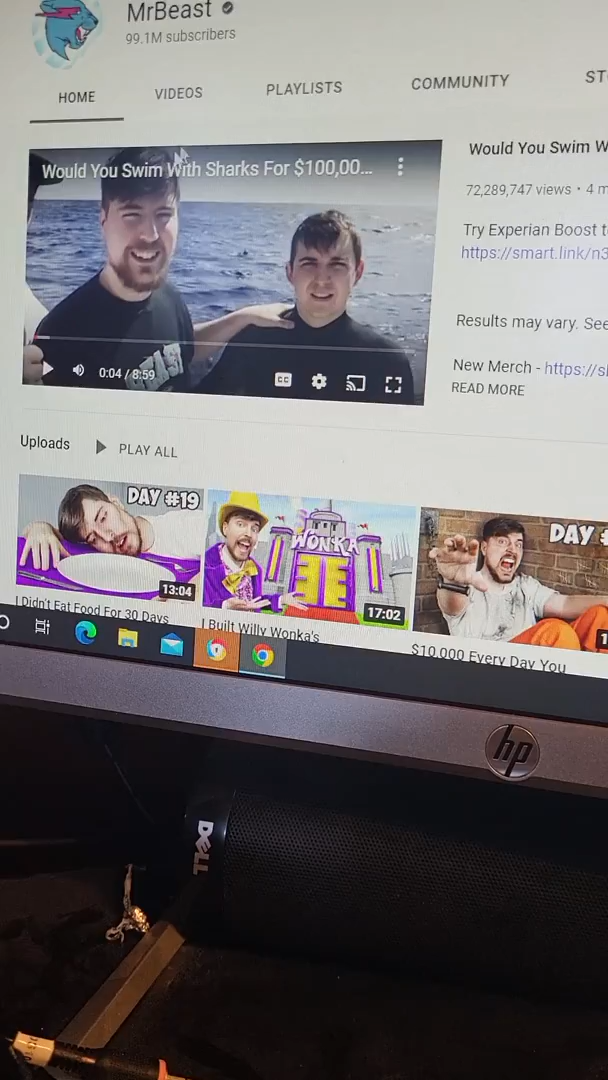 MrBeast
99.1M subscribers
HOME VIDEOS PLAYLISTS COMMUNITY ST
Would You Swim With Sharks For $100,00...
Would You Swim W
72,289,747 views • 4 m
Try Experian Boost t
https://smart.link/n3
Results may vary. See
New Merch - https://s
READ MORE
CC
0:04 / 8:59
Uploads PLAY ALL
DAY #19
13:04
WONKA
17:02
DAY #
1
I Didn't Eat Food For 30 Days
I Built Willy Wonka's
$10,000 Every Day You
hp
DELL